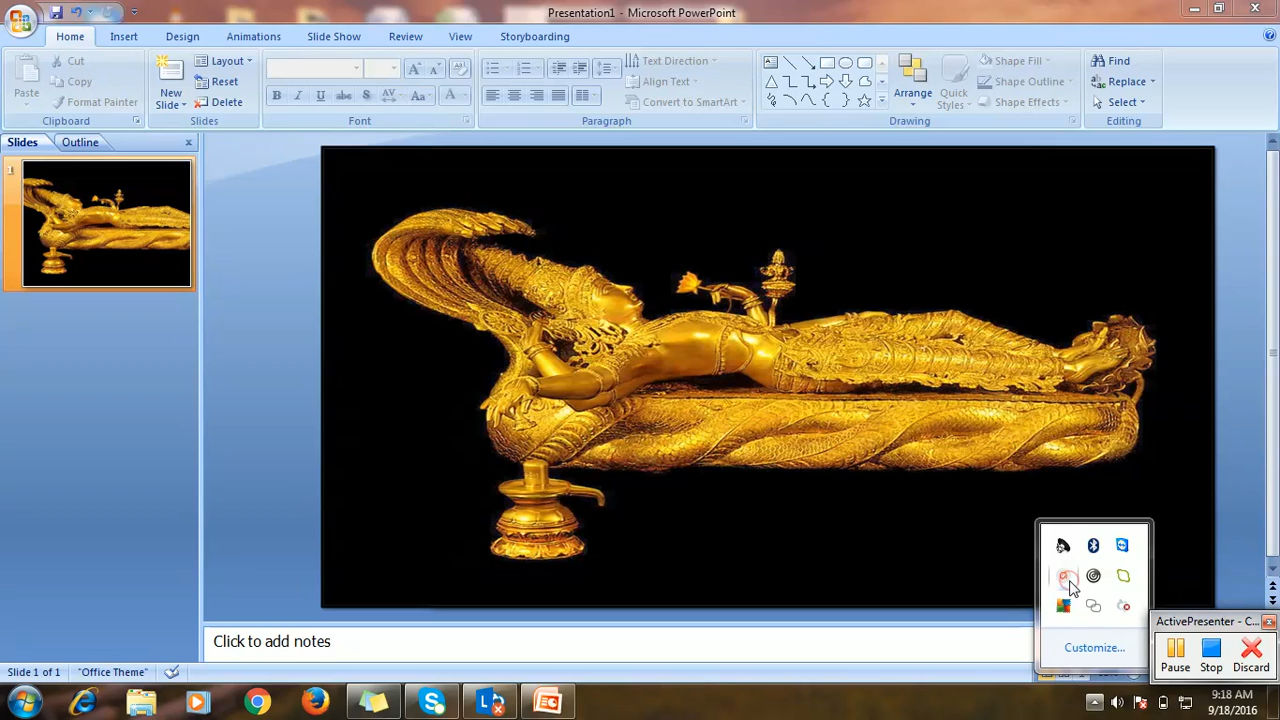 Presentation1 - Microsoft PowerPoint
Home Insert Design Animations Slide Show Review View Storyboarding
Paste
Cut
Copy
Format Painter
Clipboard
New Slide
Layout
Reset
Delete
Slides
B I U abc AV Aa A
Font
Text Direction
Align Text
Convert to SmartArt
Paragraph
Arrange
Quick Styles
Shape Fill
Shape Outline
Shape Effects
Drawing
Find
Replace
Select
Editing
Slides Outline
1
Click to add notes
Customize...
ActivePresenter - C...
Pause Stop Discard
Slide 1 of 1 "Office Theme"
9:18 AM
9/18/2016